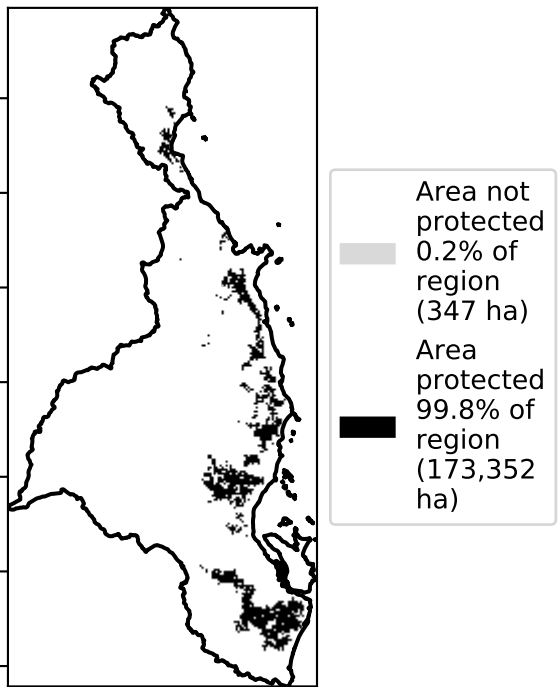 Area not
protected
0.2% of
region
(347 ha)
Area
protected
99.8% of
region
(173,352
ha)